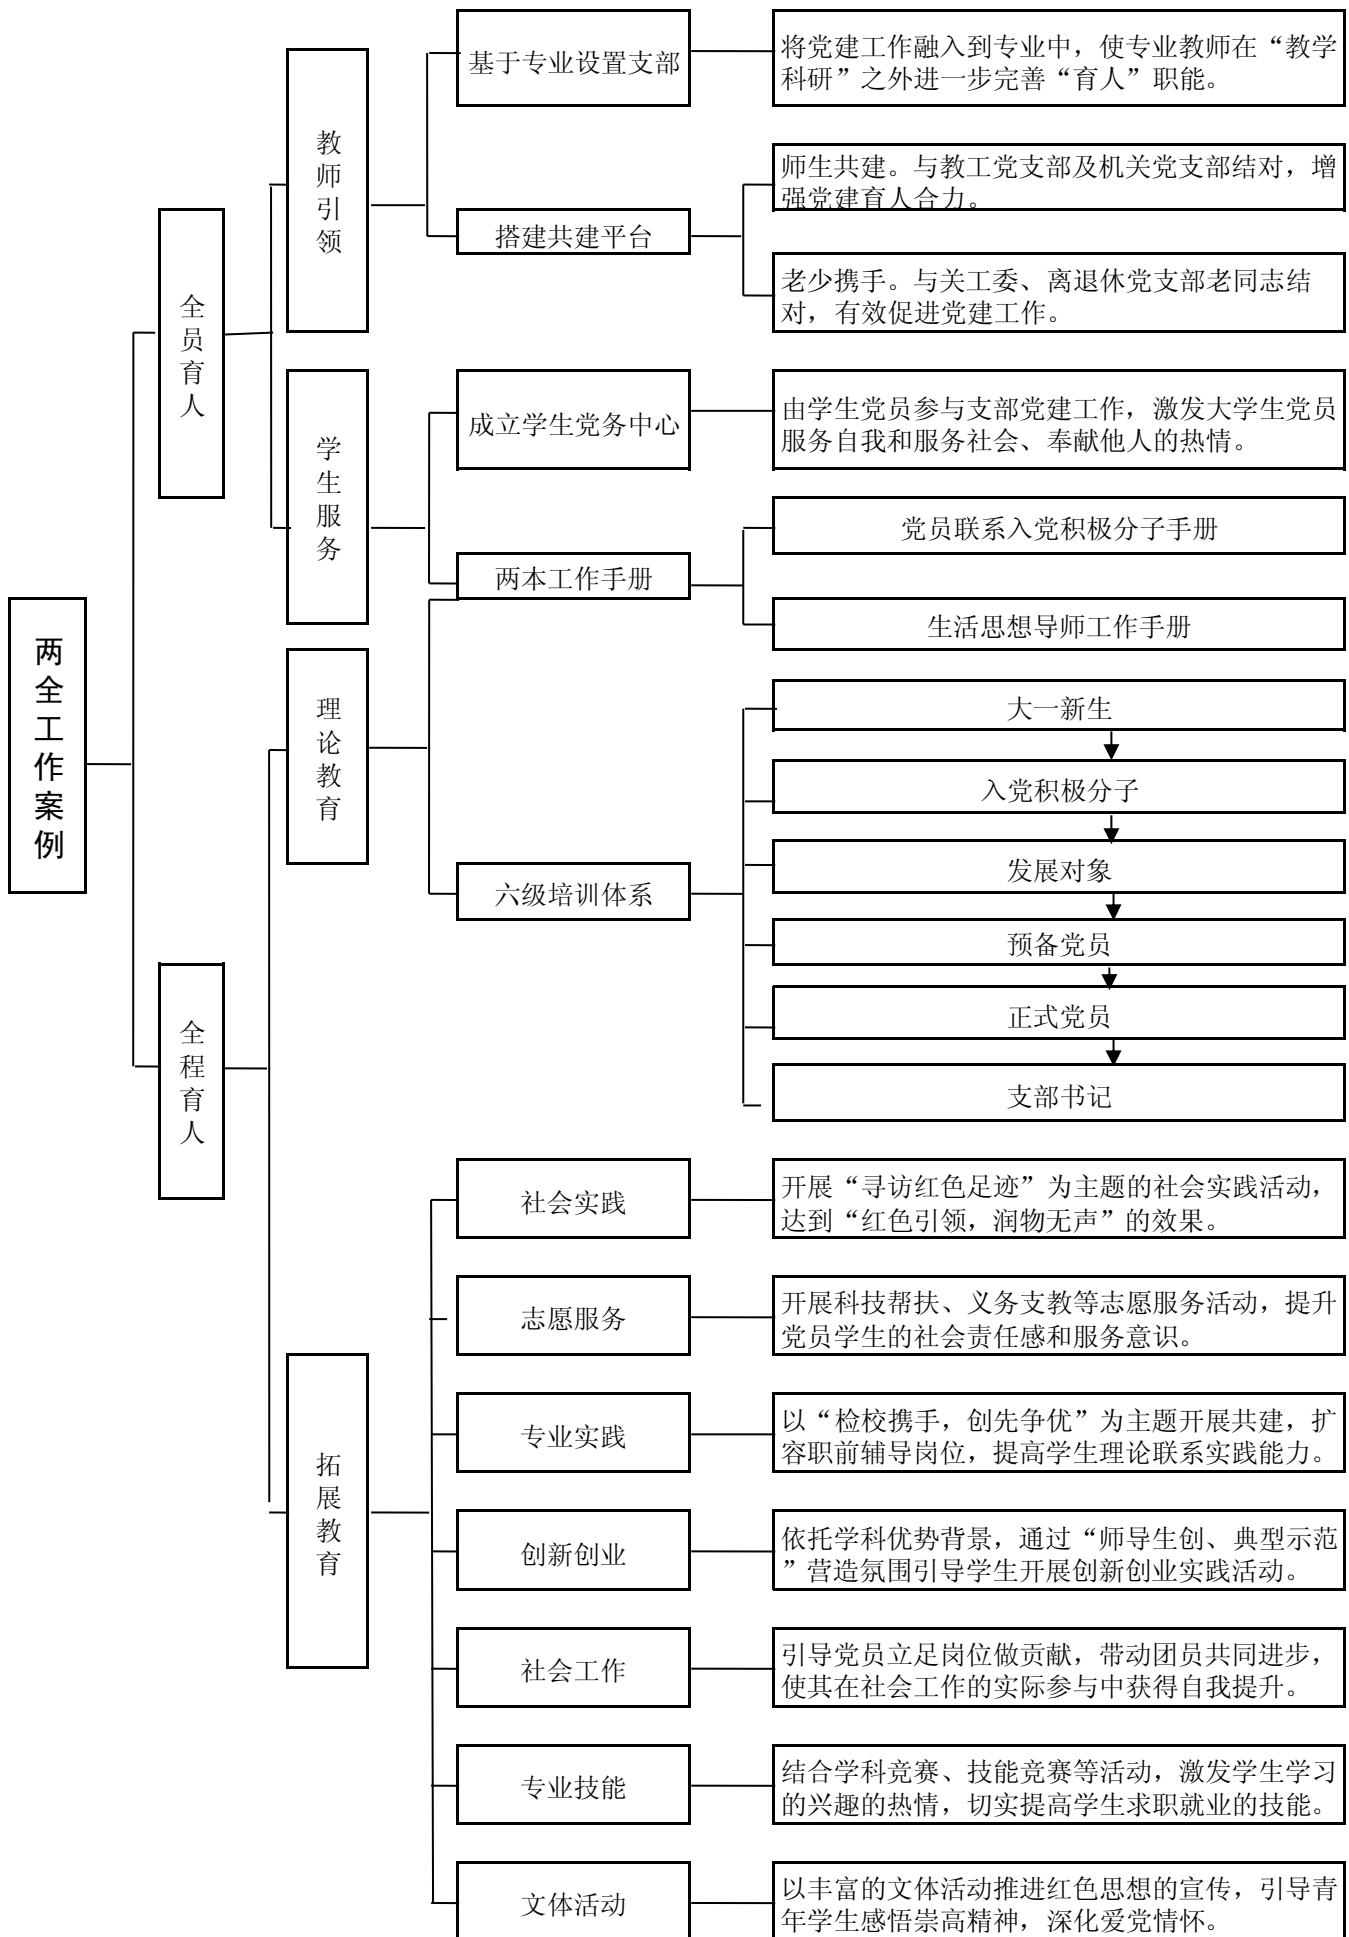 两全工作案例
全员育人
教师引领
基于专业设置支部
将党建工作融入到专业中，使专业教师在“教学
科研”之外进一步完善“育人”职能。
搭建共建平台
师生共建。与教工党支部及机关党支部结对，增
强党建育人合力。
老少携手。与关工委、离退休党支部老同志结
对，有效促进党建工作。
学生服务
成立学生党务中心
由学生党员参与支部党建工作，激发大学生党员
服务自我和服务社会、奉献他人的热情。
两本工作手册
党员联系入党积极分子手册
生活思想导师工作手册
全程育人
理论教育
六级培训体系
大一新生
入党积极分子
发展对象
预备党员
正式党员
支部书记
拓展教育
社会实践
开展“寻访红色足迹”为主题的社会实践活动，
达到“红色引领，润物无声”的效果。
志愿服务
开展科技帮扶、义务支教等志愿服务活动，提升
党员学生的社会责任感和服务意识。
专业实践
以“检校携手，创先争优”为主题开展共建，扩
容职前辅导岗位，提高学生理论联系实践能力。
创新创业
依托学科优势背景，通过“师导生创、典型示范
”营造氛围引导学生开展创新创业实践活动。
社会工作
引导党员立足岗位做贡献，带动团员共同进步，
使其在社会工作的实际参与中获得自我提升。
专业技能
结合学科竞赛、技能竞赛等活动，激发学生学习
的兴趣的热情，切实提高学生求职就业的技能。
文体活动
以丰富的文体活动推进红色思想的宣传，引导青
年学生感悟崇高精神，深化爱党情怀。